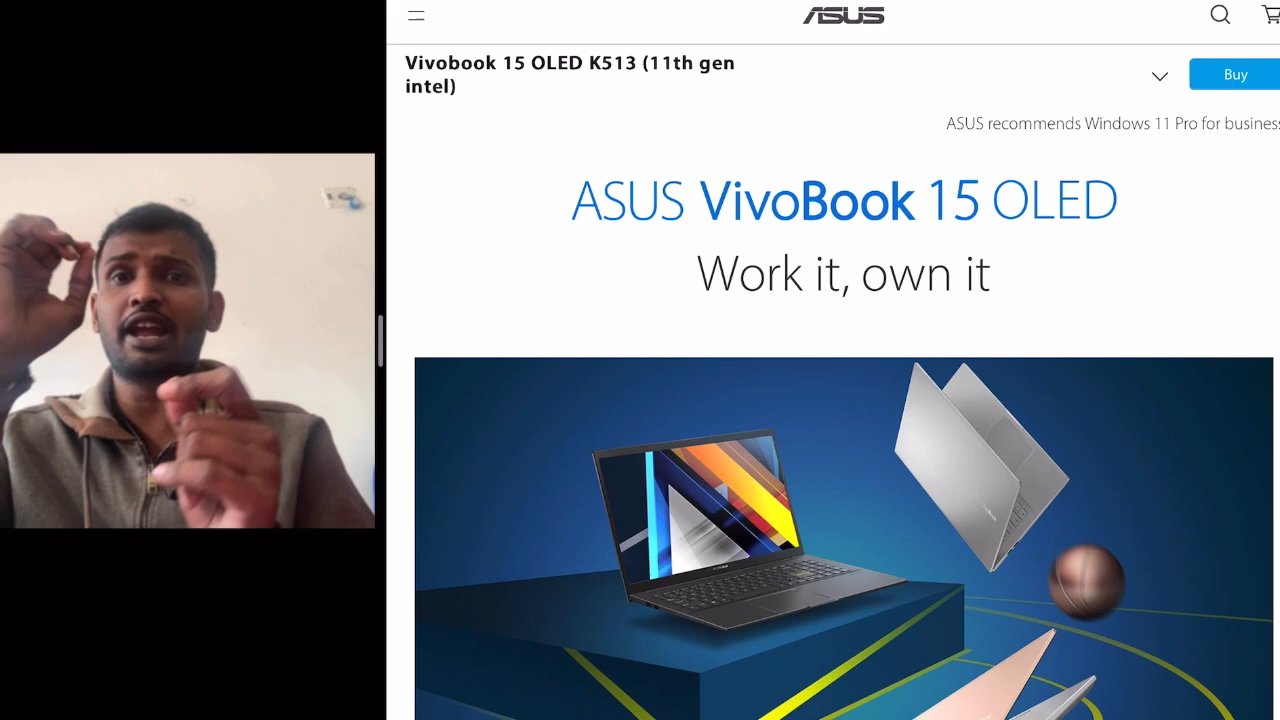 ASUS
Vivobook 15 OLED K513 (11th gen
intel)
Buy
ASUS recommends Windows 11 Pro for business
ASUS VivoBook 15 OLED
Work it, own it